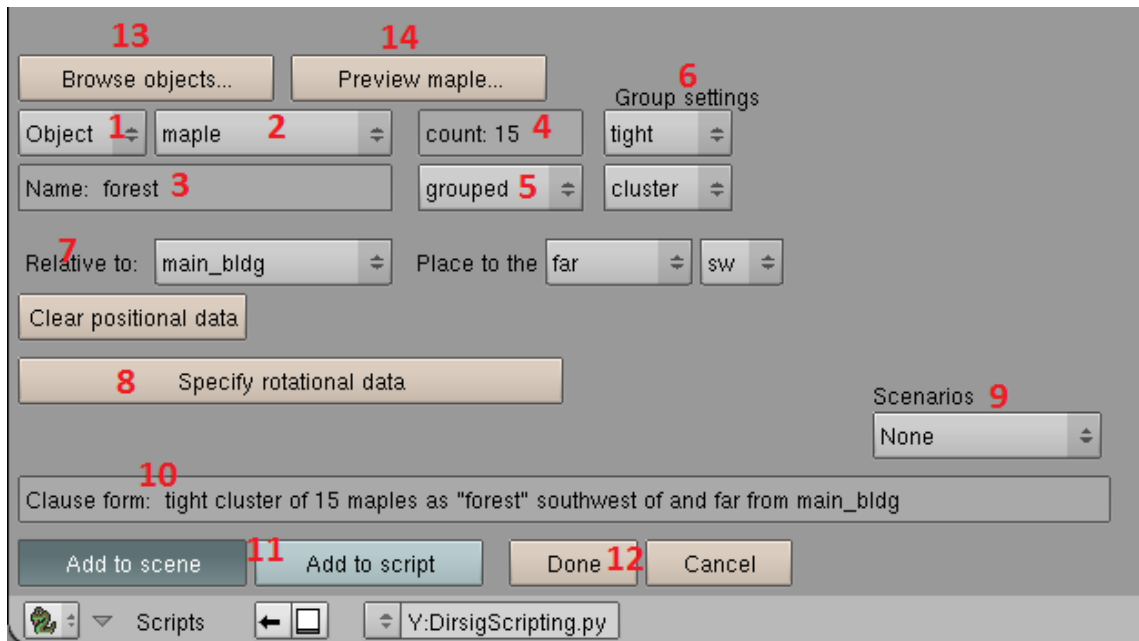 13 14
Browse objects... Preview maple... 6
Group settings
Object 1 maple 2 count: 15 4 tight
Name: forest 3 grouped 5 cluster
7
Relative to: main_bldg Place to the far sw
Clear positional data
8 Specify rotational data
Scenarios 9
None
10
Clause form: tight cluster of 15 maples as "forest" southwest of and far from main_bldg
Add to scene 11 Add to script Done 12 Cancel
Scripts Y:DirsigScripting.py